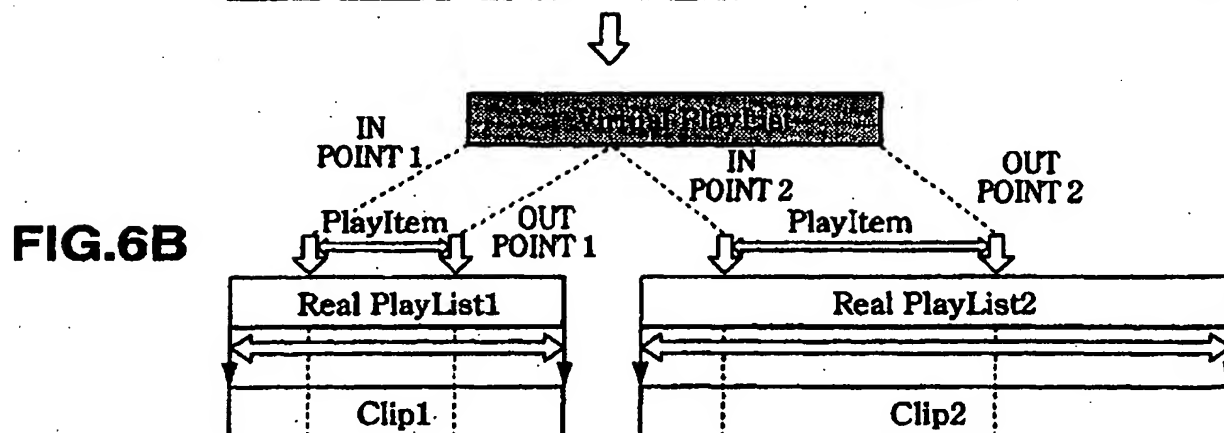 Virtual PlayList
IN
POINT 1
IN
POINT 2
OUT
POINT 2
FIG.6B
PlayItem
OUT
POINT 1
PlayItem
Real PlayList1
Real PlayList2
Clip1
Clip2